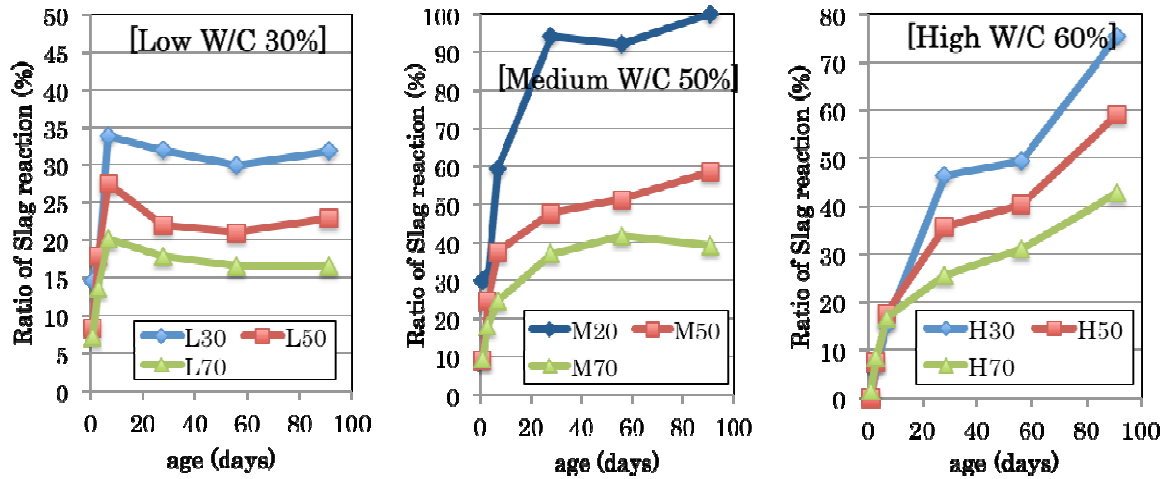 [Low W/C 30%]
Ratio of Slag reaction (%)
50
45
40
35
30
25
20
15
10
5
0
L30 L50
L70
0 20 40 60 80 100
age (days)
[Medium W/C 50%]
Ratio of Slag reaction (%)
100
90
80
70
60
50
40
30
20
10
0
M20 M50
M70
0 20 40 60 80 100
age (days)
[High W/C 60%]
Ratio of Slag reaction (%)
80
70
60
50
40
30
20
10
0
H30 H50
H70
0 20 40 60 80 100
age (days)